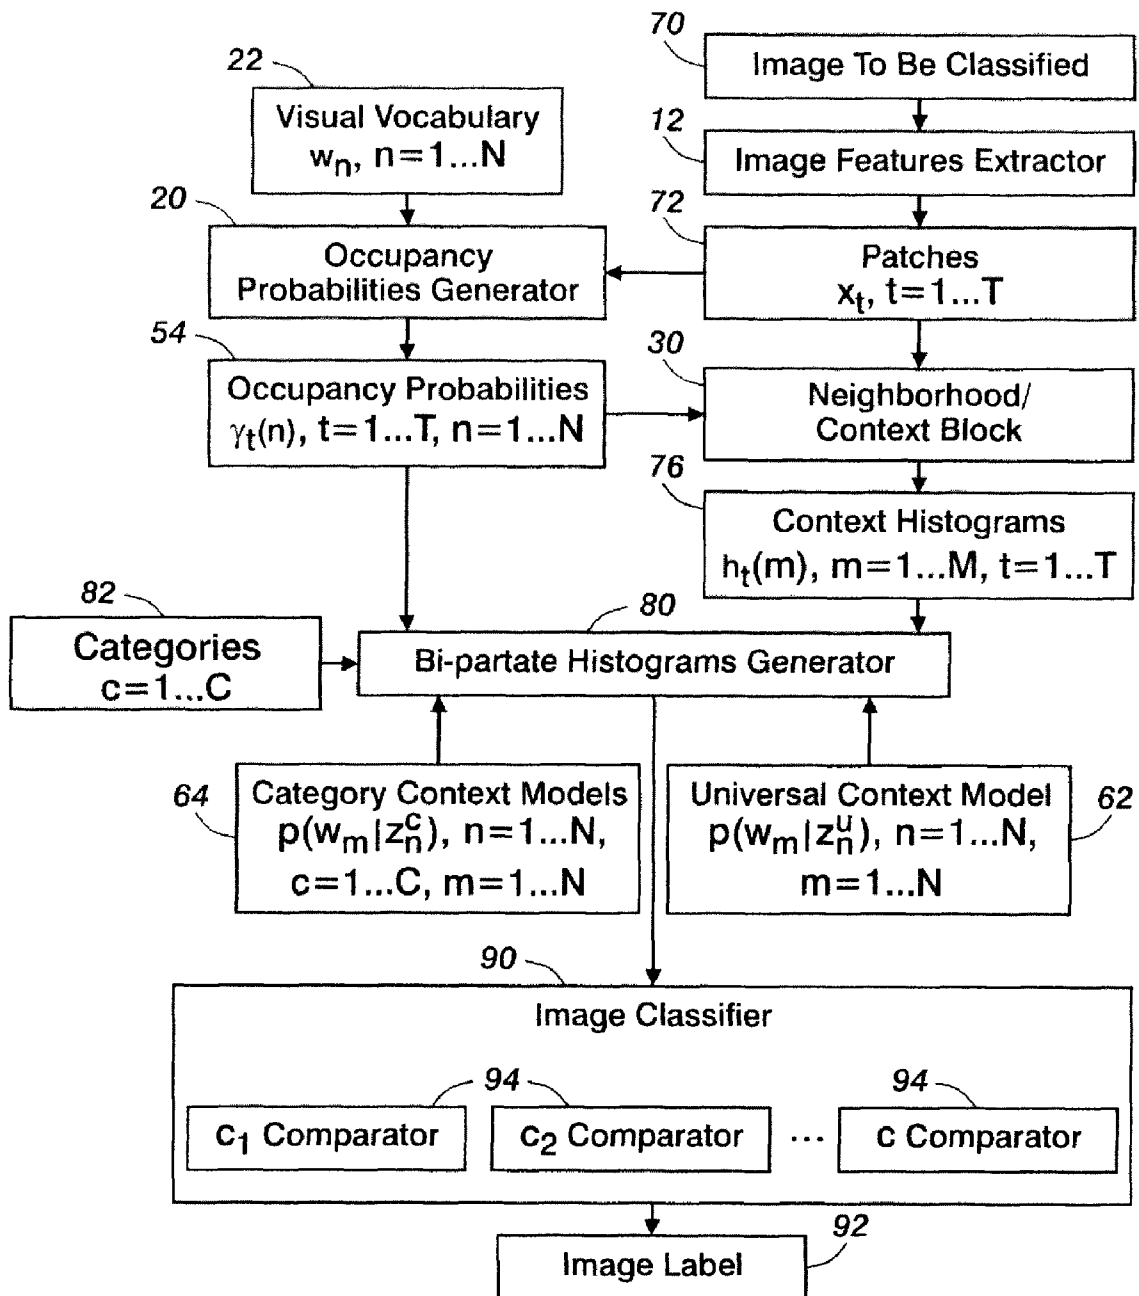 70
Image To Be Classified
22
Visual Vocabulary
wn, n=1...N
12
Image Features Extractor
20
Occupancy
Probabilities Generator
72
Patches
xt, t=1...T
54
Occupancy Probabilities
γt(n), t=1...T, n=1...N
30
Neighborhood/
Context Block
76
Context Histograms
ht(m), m=1...M, t=1...T
82
Categories
c=1...C
80
Bi-partate Histograms Generator
64
Category Context Models
p(wm|znc), n=1...N,
c=1...C, m=1...N
Universal Context Model
p(wm|znu), n=1...N,
m=1...N
62
90
Image Classifier
94
94
c1 Comparator
c2 Comparator
...
c Comparator
92
Image Label